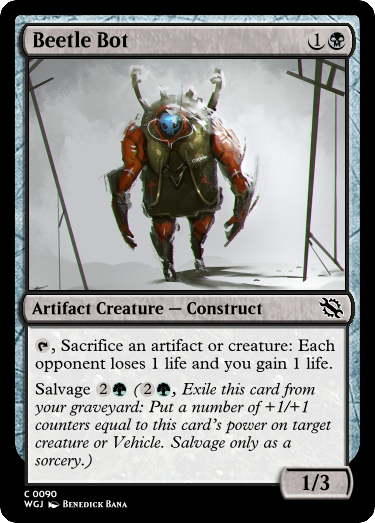 Beetle Bot 1
Artifact Creature — Construct
, Sacrifice an artifact or creature: Each
opponent loses 1 life and you gain 1 life.
Salvage 2 ( 2 , Exile this card from
your graveyard: Put a number of +1/+1
counters equal to this card's power on target
creature or Vehicle. Salvage only as a
sorcery.)
1/3
C 0090
WGJ BENEDICK BANA